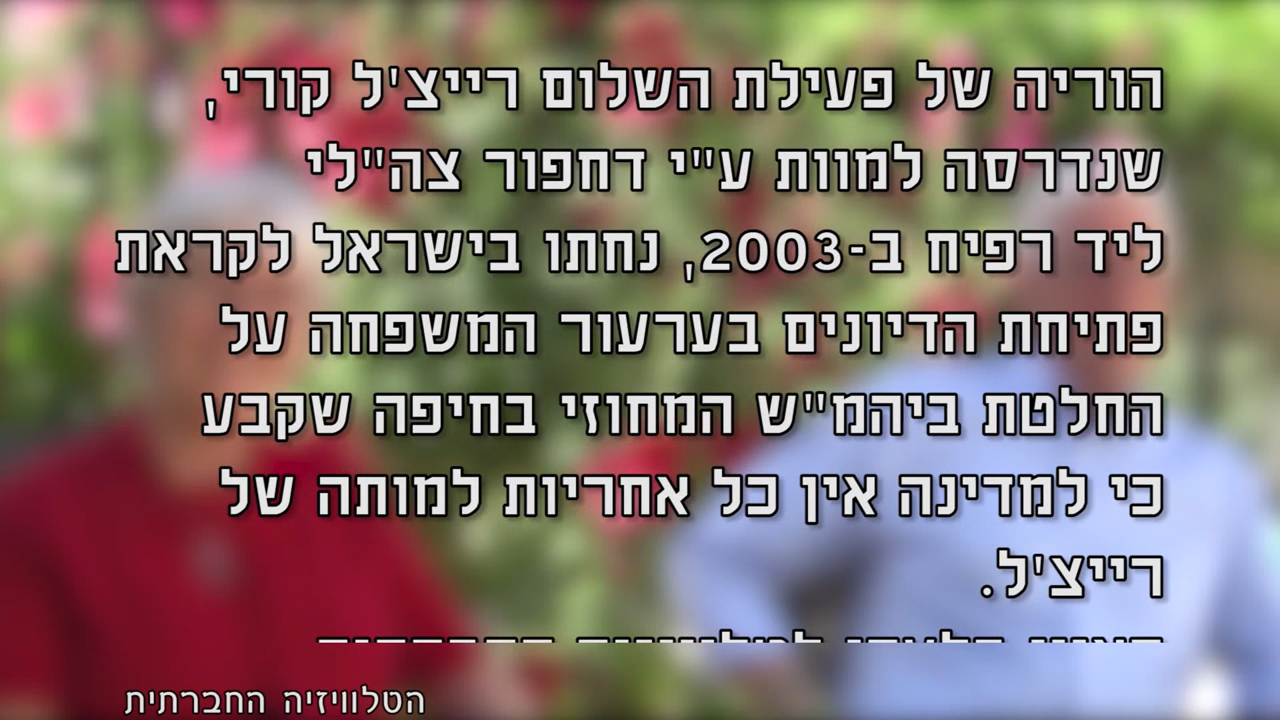 הוריה של פעילת השלום רייצ'ל קורי,
שנדרסה למוות ע"י דחפור צה"לי
ליד רפיח ב-2003, נחתו בישראל לקראת
פתיחת הדיונים בערעור המשפחה על
החלטת ביהמ"ש המחוזי בחיפה שקבע
כי למדינה אין כל אחריות למותה של
רייצ'ל.
הטלוויזיה החברתית